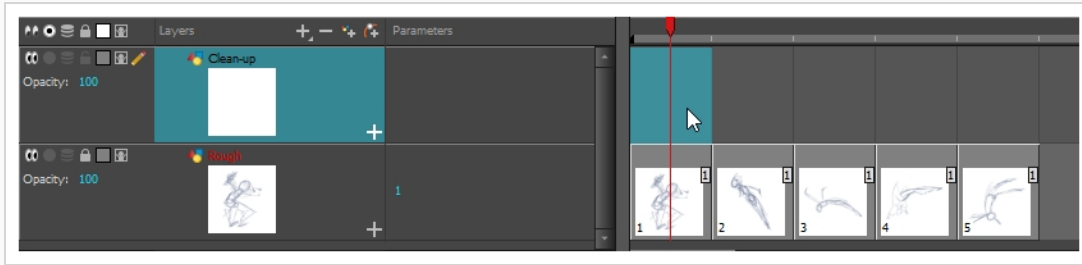 Layers Parameters
Clean-up
Opacity: 100
Rough
Opacity: 100
1
1 1 1 1 1
1 2 3 4 5